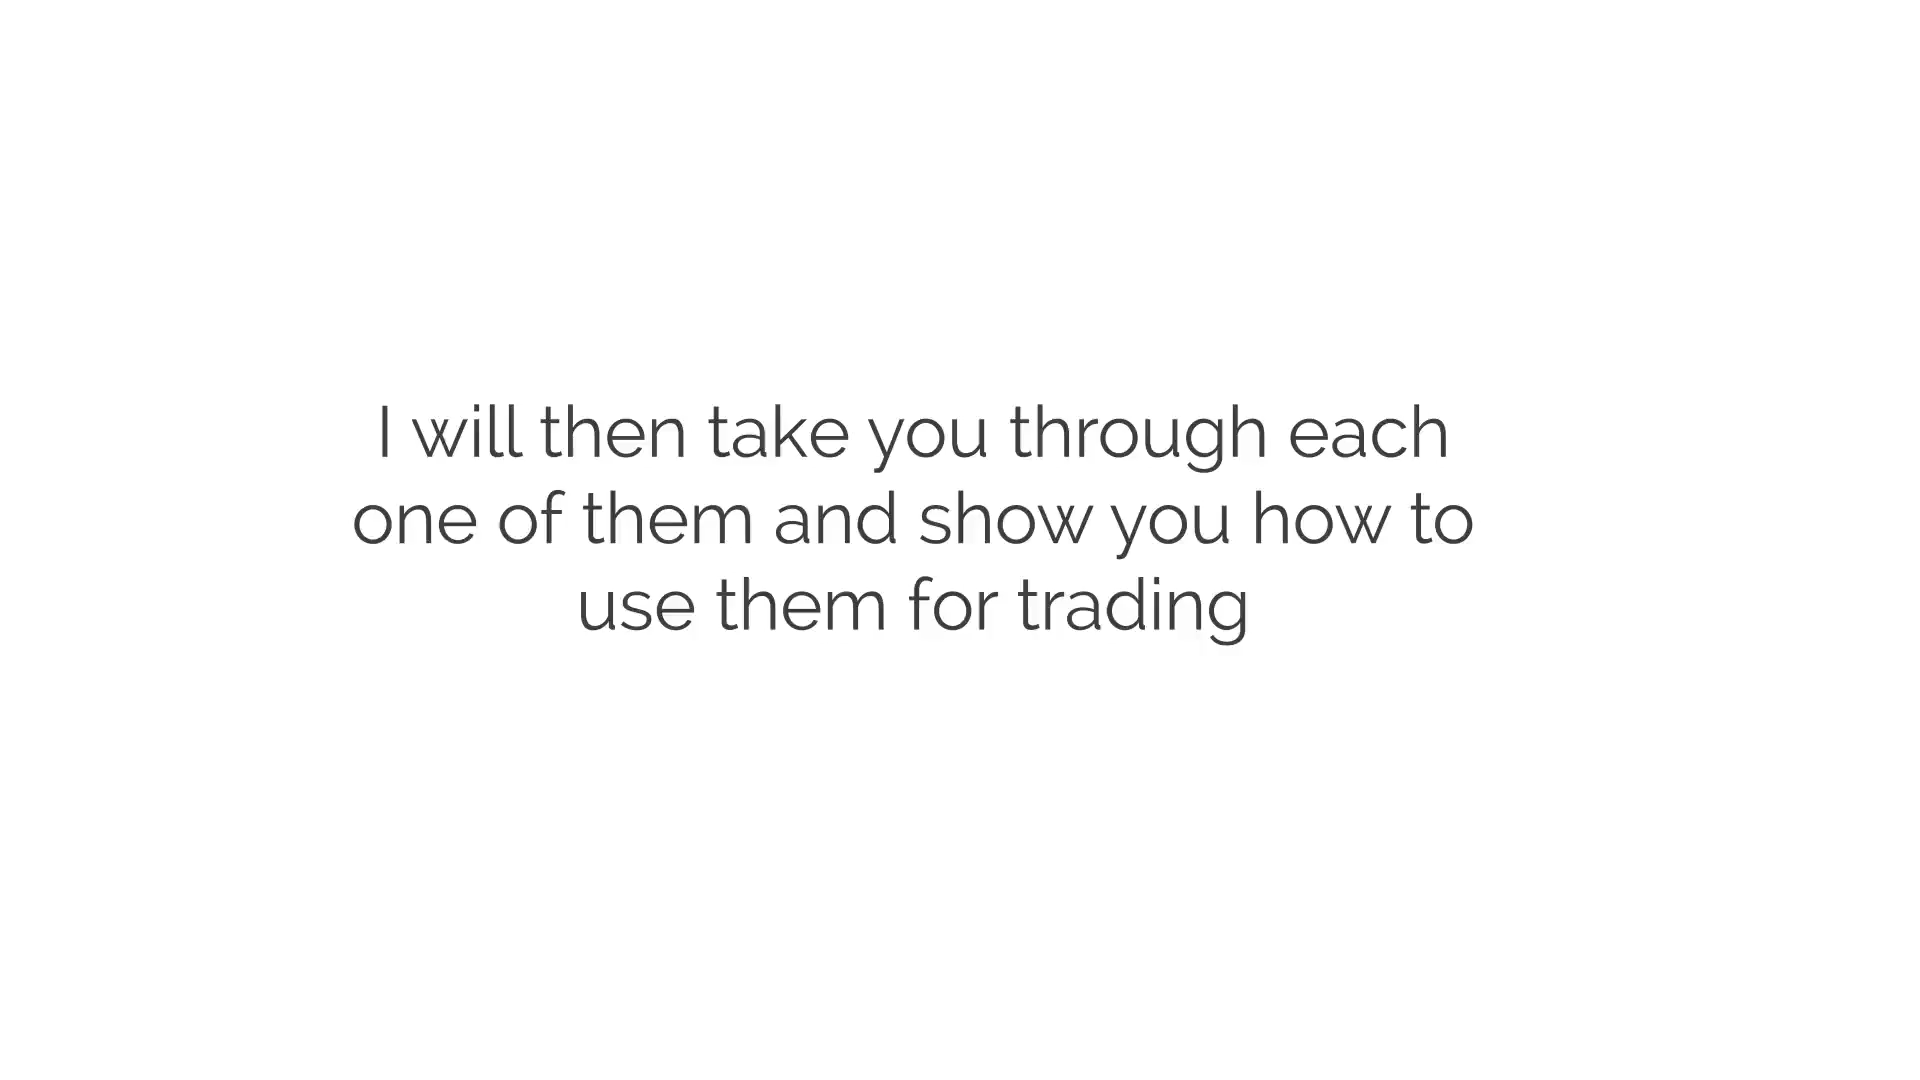 I will then take you through each
one of them and show you how to
use them for trading